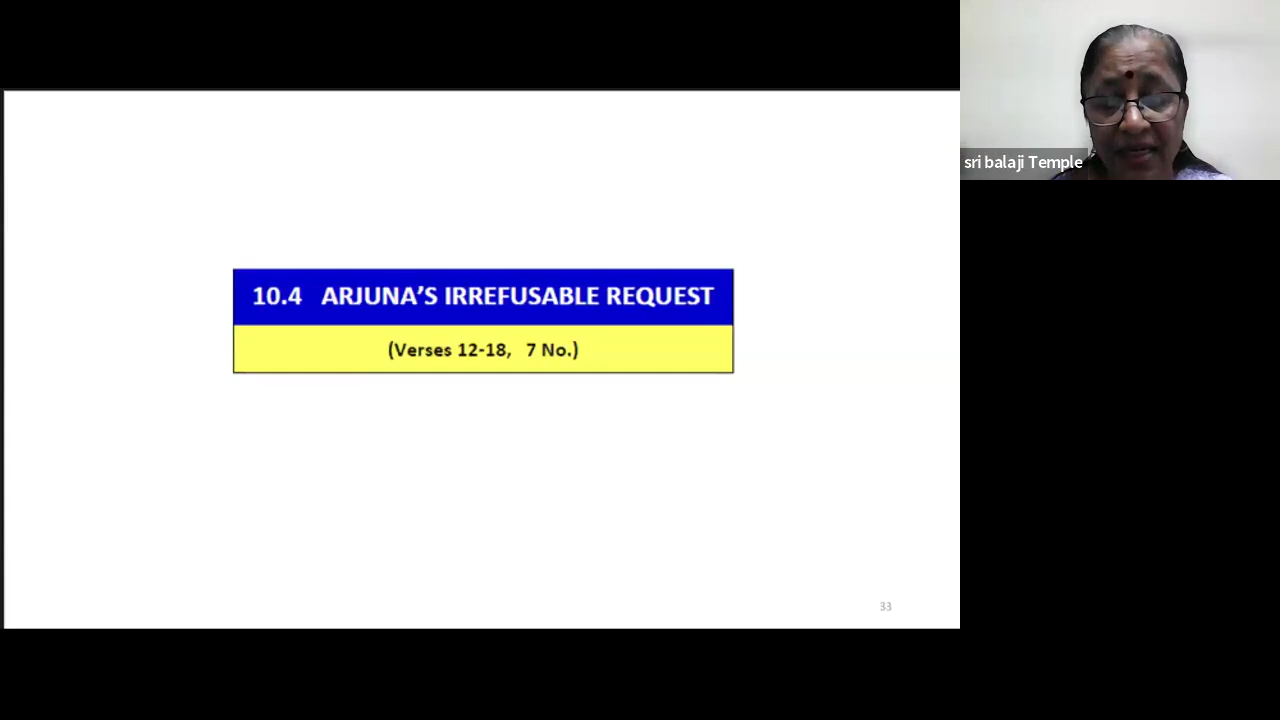 sri balaji Temple
10.4 ARJUNA'S IRREFUSABLE REQUEST
(Verses 12-18, 7 No.)
33